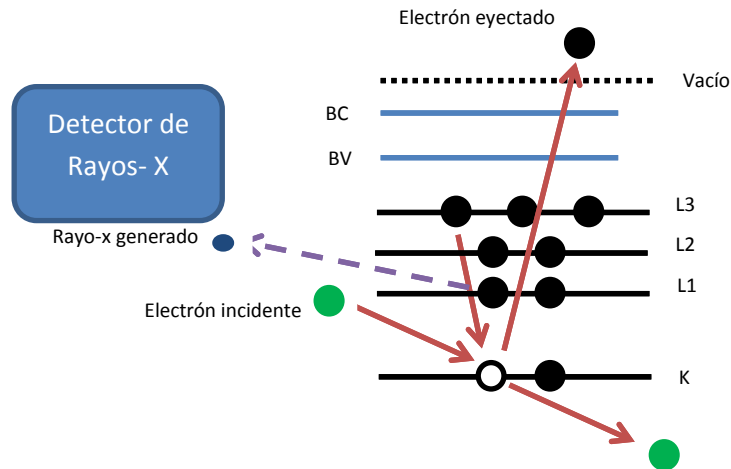 Electrón eyectado
Vacío
Detector de
Rayos- X
BC
BV
L3
Rayo-x generado
L2
L1
Electrón incidente
K